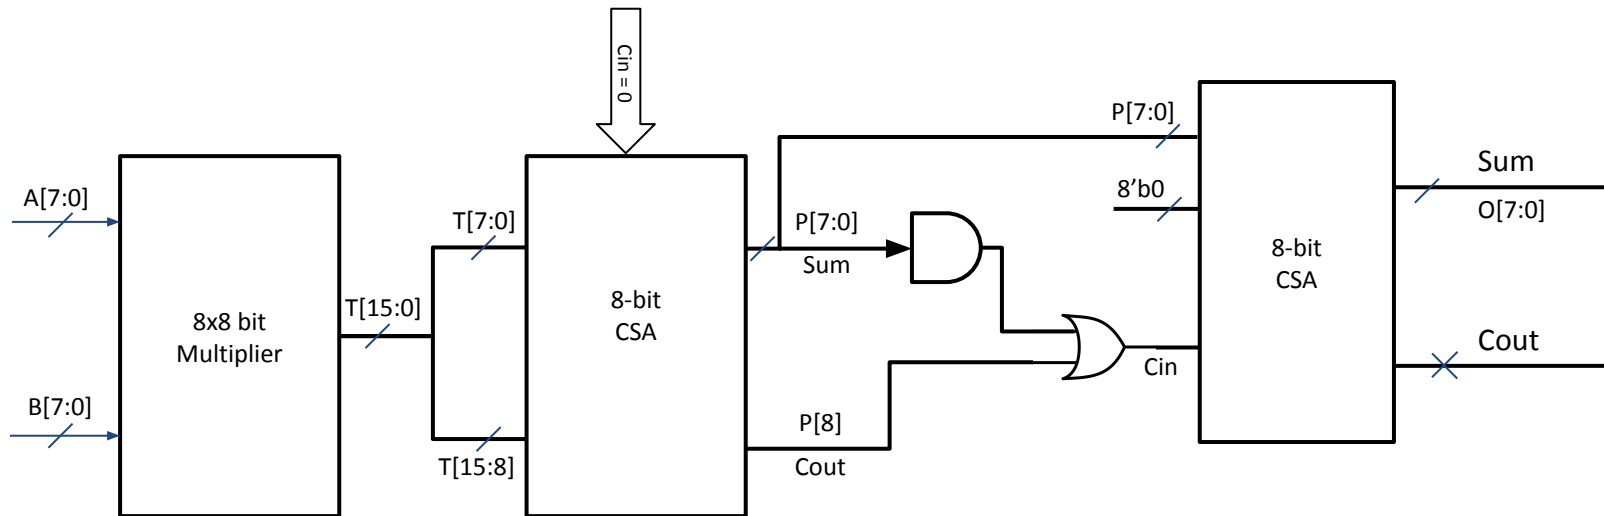 A[7:0]
B[7:0]
8x8 bit
Multiplier
T[15:0]
T[7:0]
T[15:8]
Cin = 0
8-bit
CSA
P[7:0]
Sum
P[8]
Cout
P[7:0]
8'b0
Cin
8-bit
CSA
Sum
O[7:0]
Cout